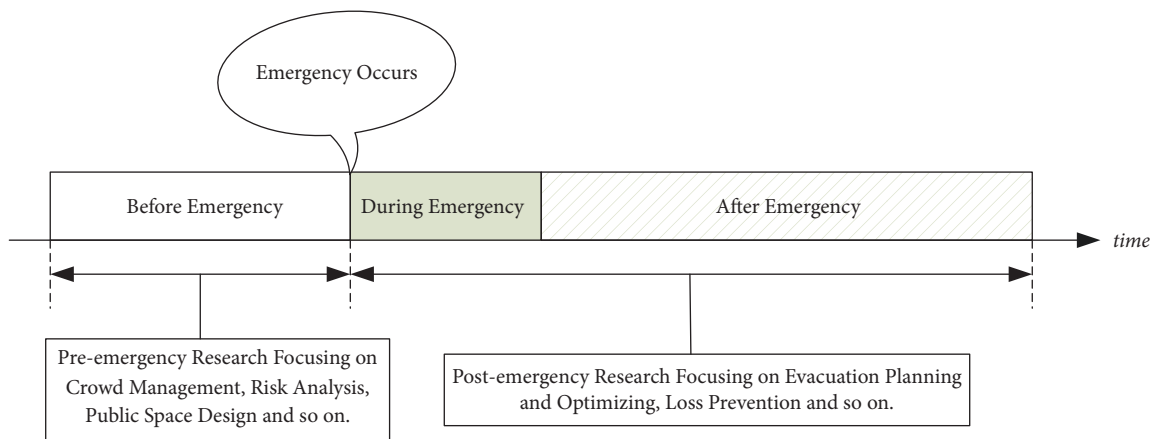 Emergency Occurs
Before Emergency
During Emergency
After Emergency
time
Pre-emergency Research Focusing on
Crowd Management, Risk Analysis,
Public Space Design and so on.
Post-emergency Research Focusing on Evacuation Planning
and Optimizing, Loss Prevention and so on.